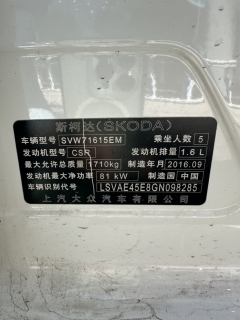 斯柯达(SKODA)
车辆型号 SVW71615EM 乘坐人数 5
发动机型号 CSR 发动机排量 1.6 L
最大允许总质量 1710kg 制造年月 2016.09
发动机最大净功率 81 kW 制造国 中国
车辆识别代号 LSVAE45E8GN098285
上汽大众汽车有限公司